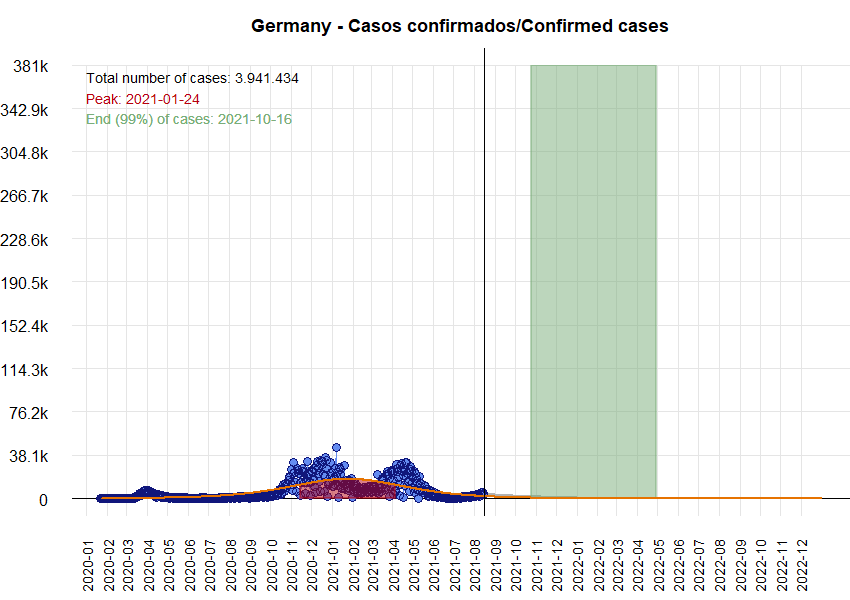 Germany - Casos confirmados/Confirmed cases
381k
342.9k
304.8k
266.7k
228.6k
190.5k
152.4k
114.3k
76.2k
38.1k
0
Total number of cases: 3.941.434
Peak: 2021-01-24
End (99%) of cases: 2021-10-16
2020-01
2020-02
2020-03
2020-04
2020-05
2020-06
2020-07
2020-08
2020-09
2020-10
2020-11
2020-12
2021-01
2021-02
2021-03
2021-04
2021-05
2021-06
2021-07
2021-08
2021-09
2021-10
2021-11
2021-12
2022-01
2022-02
2022-03
2022-04
2022-05
2022-06
2022-07
2022-08
2022-09
2022-10
2022-11
2022-12